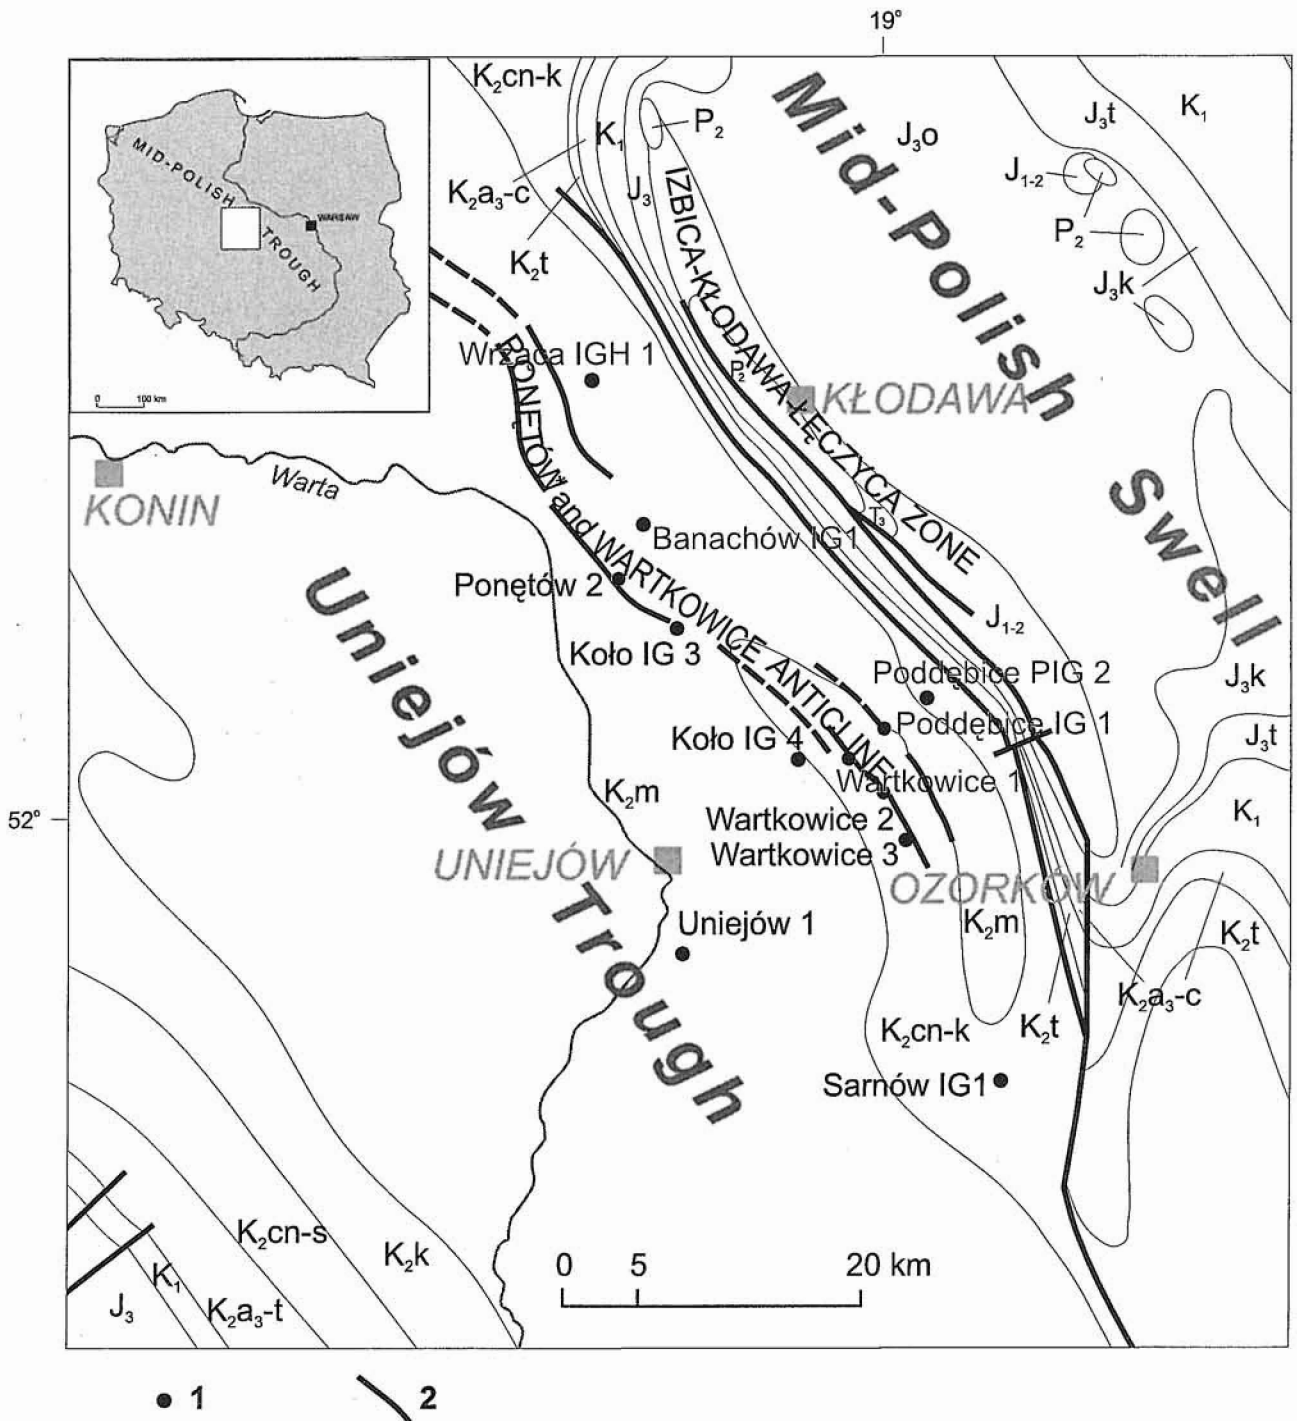 19°
K₂cn-k
K₁
P₂
J₃o
J₃t
K₁
MID-POLISH
TROUGH
WARSAW
0 100 km
K₂a₃-c
J₃
J₁₋₂
P₂
K₂t
J₃k
Mid-Polish
Swell
IZBICA-KŁODAWA-ŁĘCZYCA ZONE
Wrząca IGH 1
P₂
KŁODAWA
KONIN
Warta
PONĘTÓW and WARTKOWICE ANTICLINE
T₃
Banachów IG1
Ponętów 2
J₁₋₂
Koło IG 3
Uniejów
Trough
Poddębice PIG 2
J₃k
Poddębice IG 1
J₃t
Koło IG 4
Wartkowice 1
K₂m
K₁
52°
Wartkowice 2
Wartkowice 3
UNIEJÓW
OZORKÓW
Uniejów 1
K₂m
K₂t
K₂a₃-c
K₂cn-k
K₂t
Sarnów IG1
K₂cn-s
K₂k
K₁
J₃
K₂a₃-t
0 5 20 km
1
2